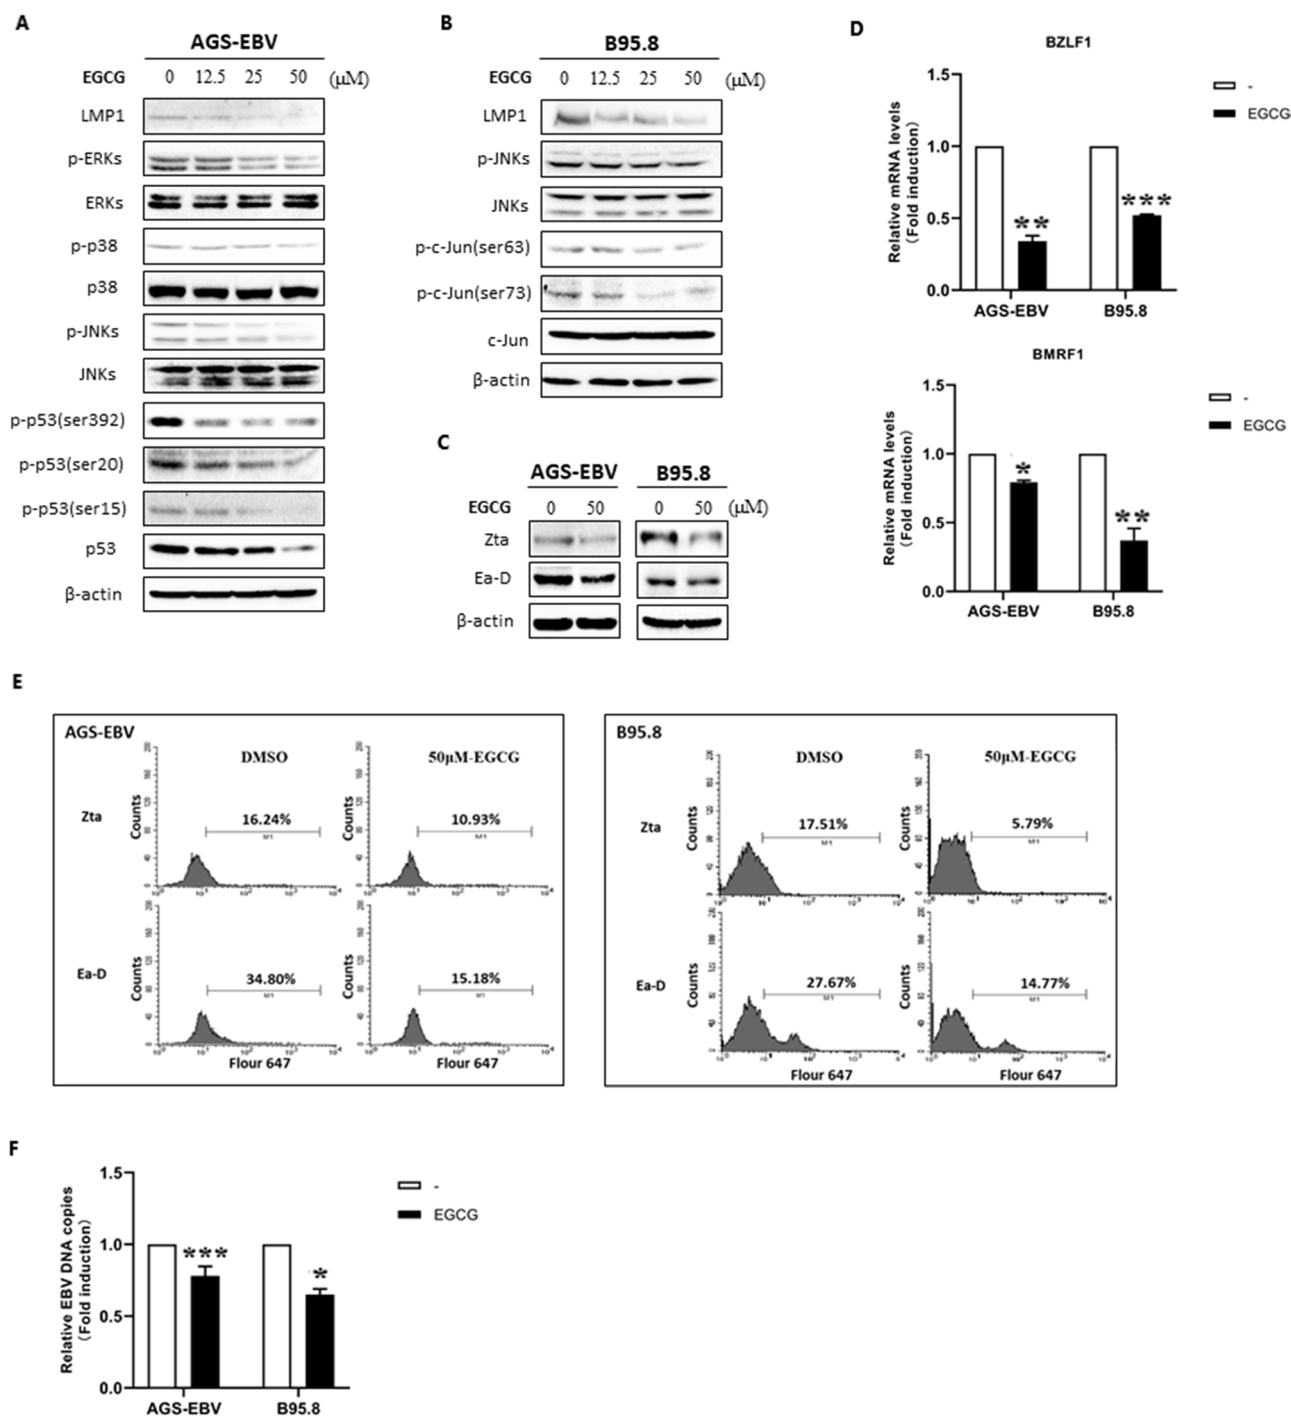 A
AGS-EBV
EGCG 0 12.5 25 50 (μM)
LMP1
p-ERKs
ERKs
p-p38
p38
p-JNKs
JNKs
p-p53(ser392)
p-p53(ser20)
p-p53(ser15)
p53
β-actin
B
B95.8
EGCG 0 12.5 25 50 (μM)
LMP1
p-JNKs
JNKs
p-c-Jun(ser63)
p-c-Jun(ser73)
c-Jun
β-actin
C
AGS-EBV B95.8
EGCG 0 50 0 50 (μM)
Zta
Ea-D
β-actin
D
BZLF1
Relative mRNA levels
(Fold induction)
1.5
1.0
0.5
0.0
** ***
AGS-EBV B95.8
-
EGCG
BMRF1
Relative mRNA levels
(Fold induction)
1.5
1.0
0.5
0.0
* **
AGS-EBV B95.8
-
EGCG
E
AGS-EBV
DMSO 50μM-EGCG
Zta
Counts Counts
16.24% 10.93%
M1 M1
Ea-D
Counts Counts
34.80% 15.18%
M1 M1
Flour 647 Flour 647
B95.8
DMSO 50μM-EGCG
Zta
Counts Counts
17.51% 5.79%
M1 M1
Ea-D
Counts Counts
27.67% 14.77%
M1 M1
Flour 647 Flour 647
F
Relative EBV DNA copies
(Fold induction)
1.5
1.0
0.5
0.0
*** *
AGS-EBV B95.8
-
EGCG